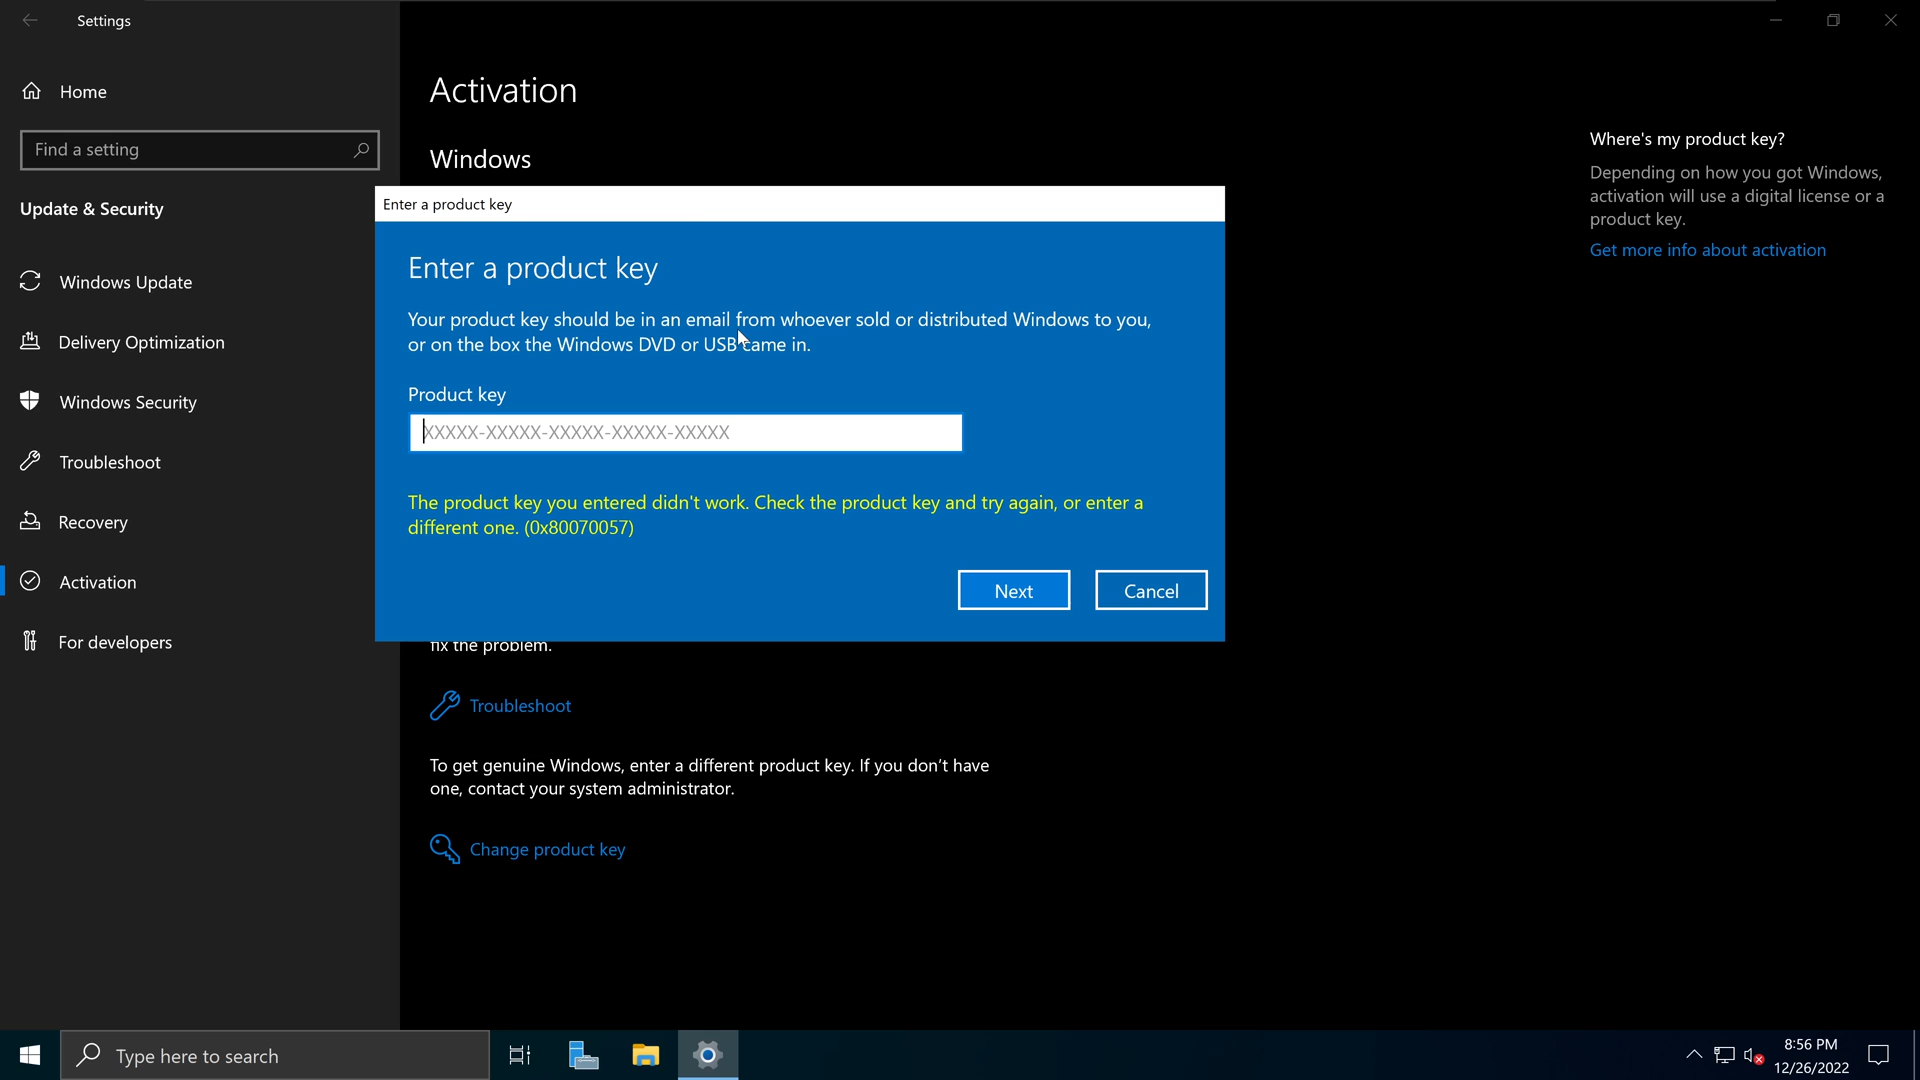 Settings
Home
Find a setting
Update & Security
Windows Update
Delivery Optimization
Windows Security
Troubleshoot
Recovery
Activation
For developers
Activation
Windows
Enter a product key
Enter a product key
Your product key should be in an email from whoever sold or distributed Windows to you,
or on the box the Windows DVD or USB came in.
Product key
XXXXX-XXXXX-XXXXX-XXXXX-XXXXX
The product key you entered didn't work. Check the product key and try again, or enter a
different one. (0x80070057)
Next
Cancel
fix the problem.
Troubleshoot
To get genuine Windows, enter a different product key. If you don't have
one, contact your system administrator.
Change product key
Where's my product key?
Depending on how you got Windows,
activation will use a digital license or a
product key.
Get more info about activation
Type here to search
8:56 PM
12/26/2022